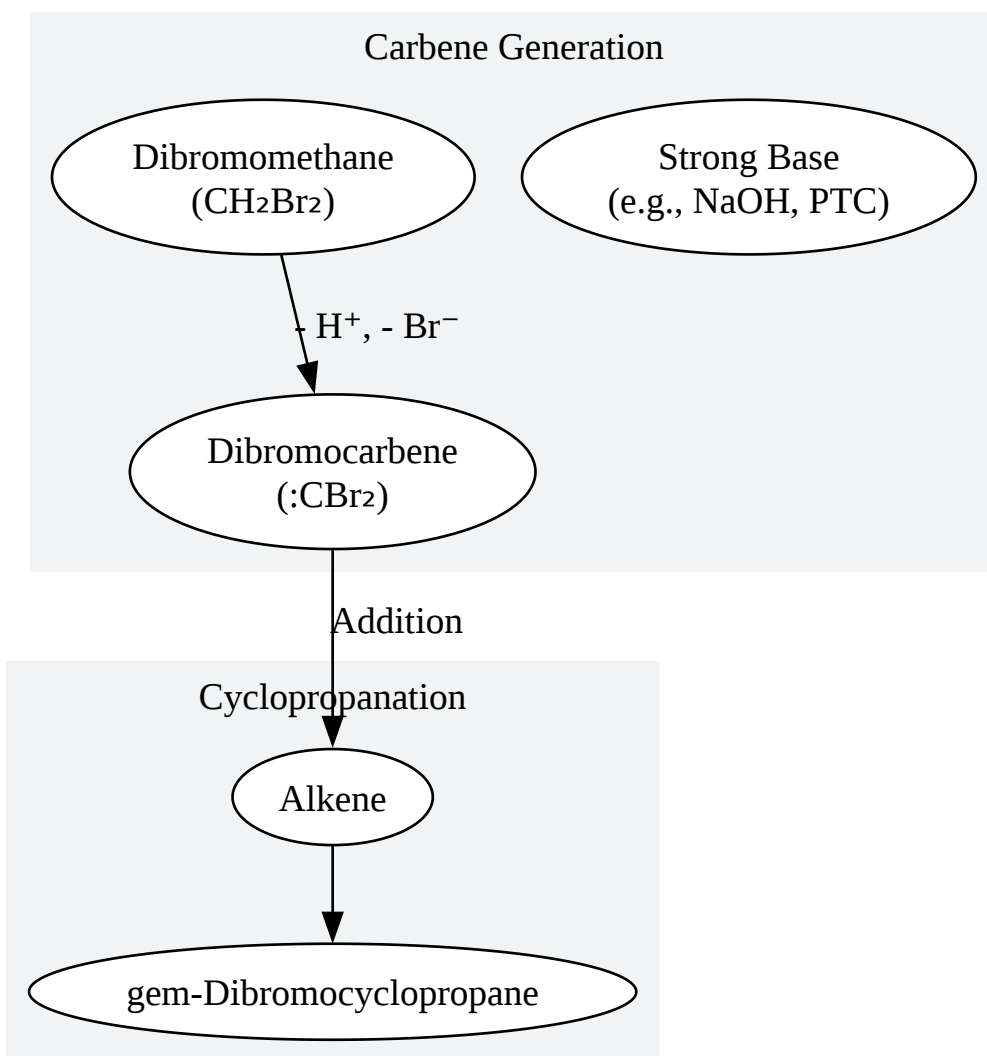 Carbene Generation
Dibromomethane
(CH₂Br₂)
Strong Base
(e.g., NaOH, PTC)
- H⁺, - Br⁻
Dibromocarbene
(:CBr₂)
Addition
Cyclopropanation
Alkene
gem-Dibromocyclopropane